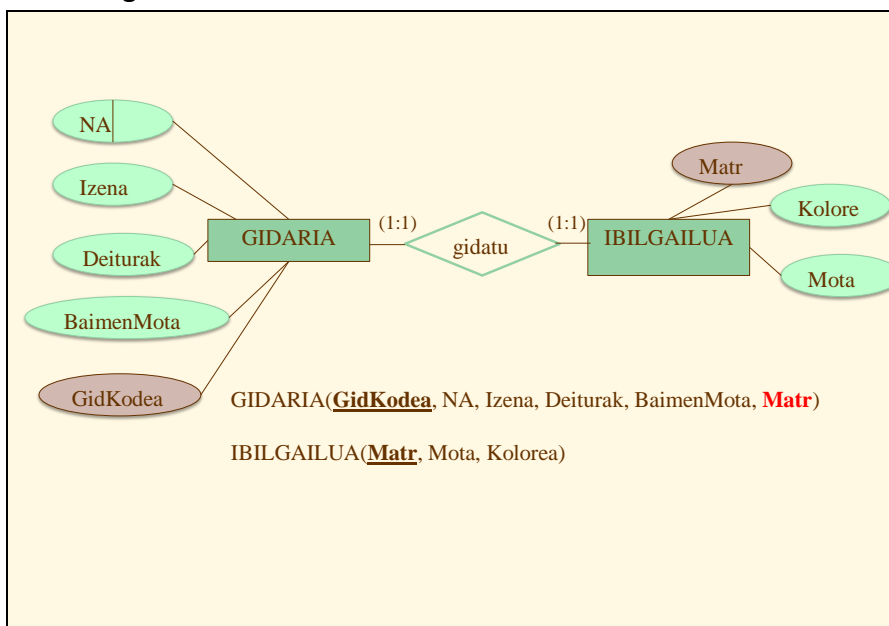 NA
Izena
Deiturak
BaimenMota
GidKodea
GIDARIA
(1:1)
gidatu
(1:1)
IBILGAILUA
Matr
Kolore
Mota
GIDARIA(GidKodea, NA, Izena, Deiturak, BaimenMota, Matr)
IBILGAILUA(Matr, Mota, Kolorea)